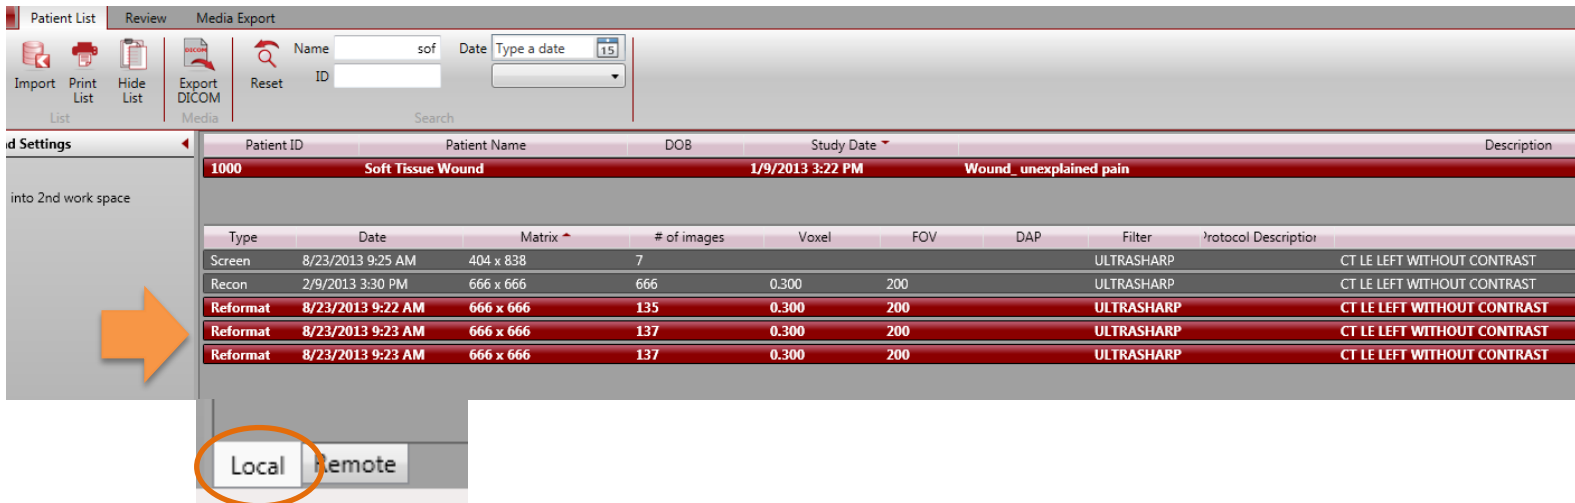 Patient List Review Media Export
Name sof Date Type a date 15
ID
Import Print List Hide List Export DICOM Reset
List Media Search
d Settings Patient ID Patient Name DOB Study Date Description
1000 Soft Tissue Wound 1/9/2013 3:22 PM Wound_ unexplained pain
into 2nd work space
Type Date Matrix # of images Voxel FOV DAP Filter Protocol Description
Screen 8/23/2013 9:25 AM 404 x 838 7 ULTRASHARP CT LE LEFT WITHOUT CONTRAST
Recon 2/9/2013 3:30 PM 666 x 666 666 0.300 200 ULTRASHARP CT LE LEFT WITHOUT CONTRAST
Reformat 8/23/2013 9:22 AM 666 x 666 135 0.300 200 ULTRASHARP CT LE LEFT WITHOUT CONTRAST
Reformat 8/23/2013 9:23 AM 666 x 666 137 0.300 200 ULTRASHARP CT LE LEFT WITHOUT CONTRAST
Reformat 8/23/2013 9:23 AM 666 x 666 137 0.300 200 ULTRASHARP CT LE LEFT WITHOUT CONTRAST
Local Remote